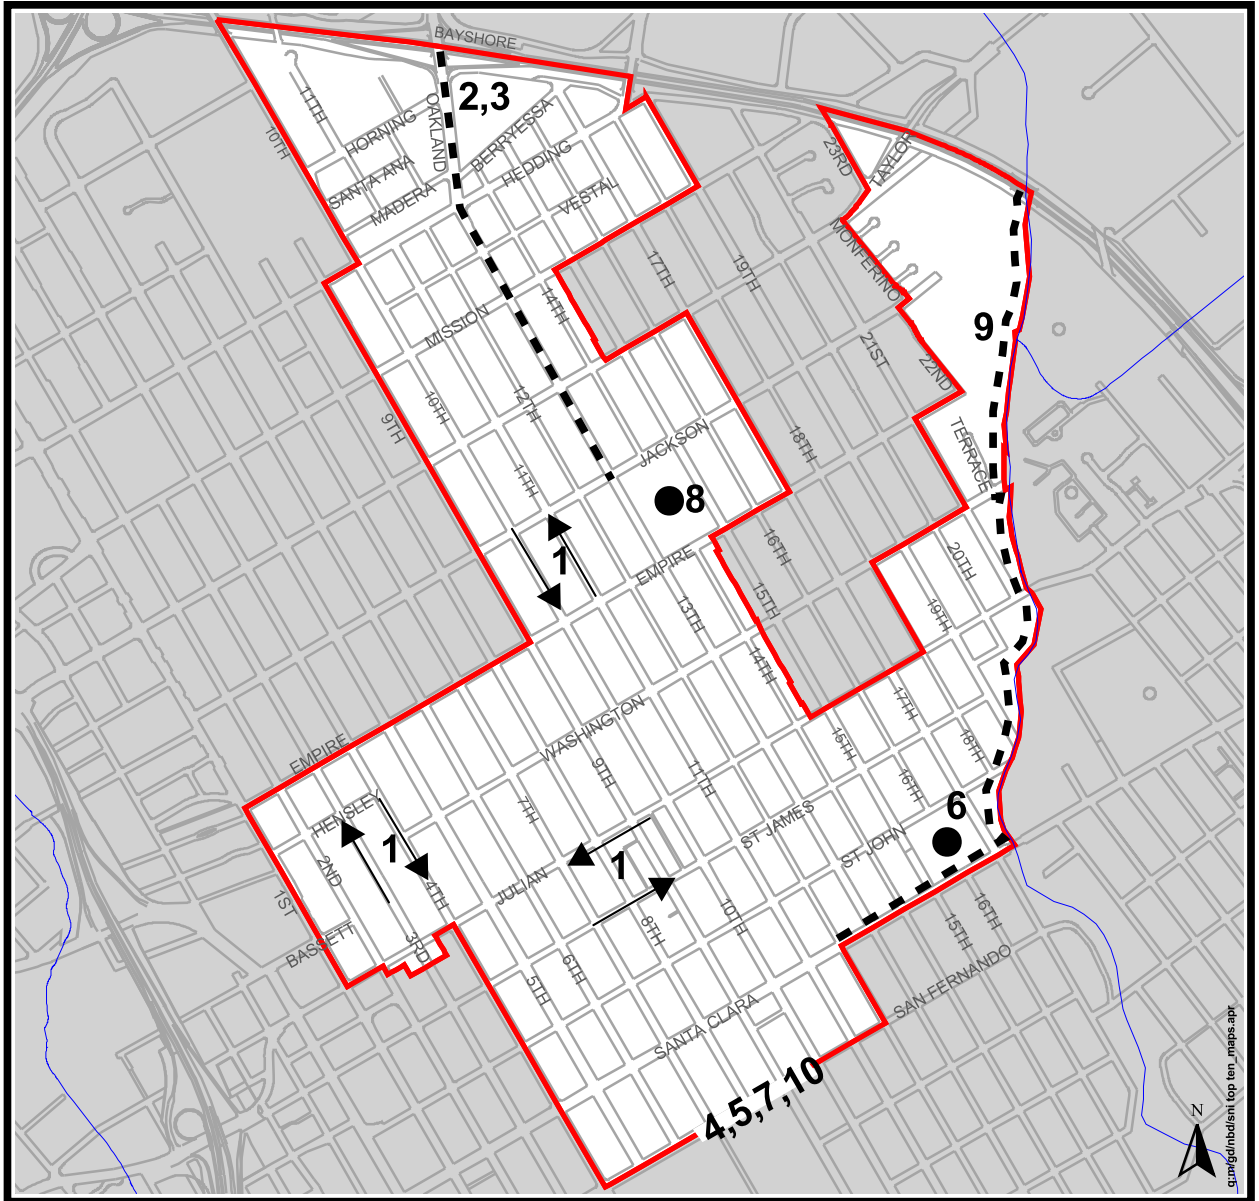 BAYSHORE
2,3
11TH
OAKLAND
HORNING
BERRYESSA
10TH
23RD
TAYLOR
SANTA ANA
HEDDING
MADERA
VESTAL
MONFERINO
17TH
19TH
14TH
MISSION
9
21ST
22ND
10TH
12TH
9TH
JACKSON
18TH
TERRACE
11TH
8
1
EMPIRE
16TH
20TH
15TH
13TH
19TH
14TH
17TH
WASHINGTON
15TH
18TH
EMPIRE
9TH
11TH
16TH
6
HENSLEY
7TH
ST JAMES
1
ST JOHN
1
2ND
4TH
JULIAN
1ST
10TH
16TH
8TH
15TH
BASSETT
3RD
6TH
5TH
SAN FERNANDO
SANTA CLARA
4,5,7,10
N
q:m/gd/nbd/sni top ten_maps.apr